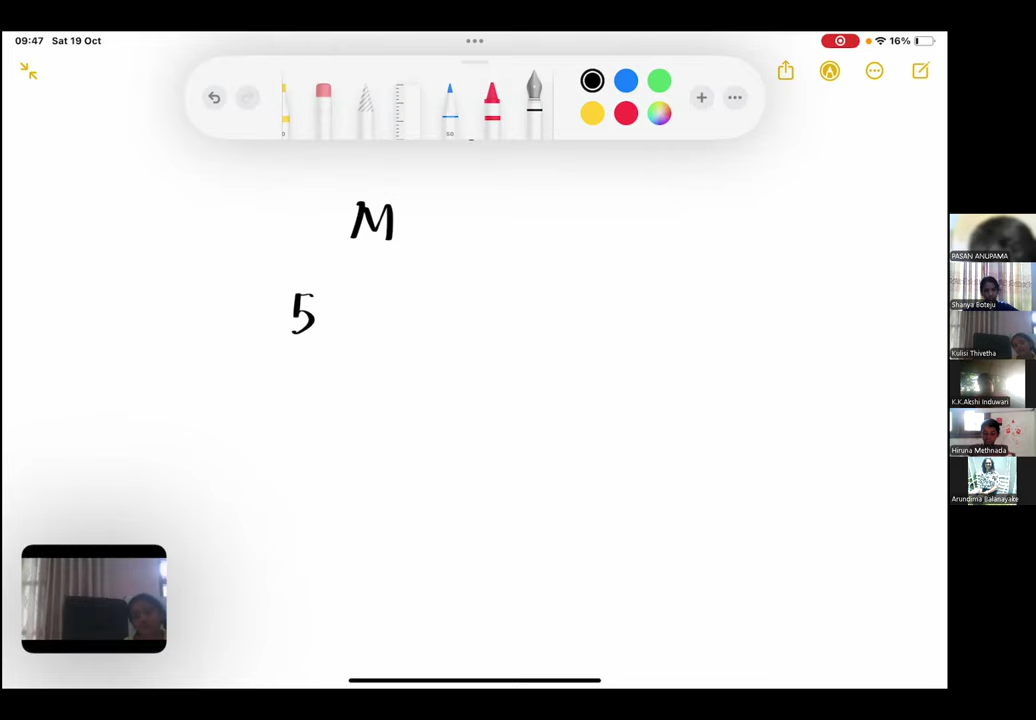 09:47 Sat 19 Oct
16%
50
M
5
PASAN ANUPAMA
Shanya Boteju
Kulisi Thivetha
K.K.Akshi Induwari
Hiruna Methnada
Arundima Balanayake